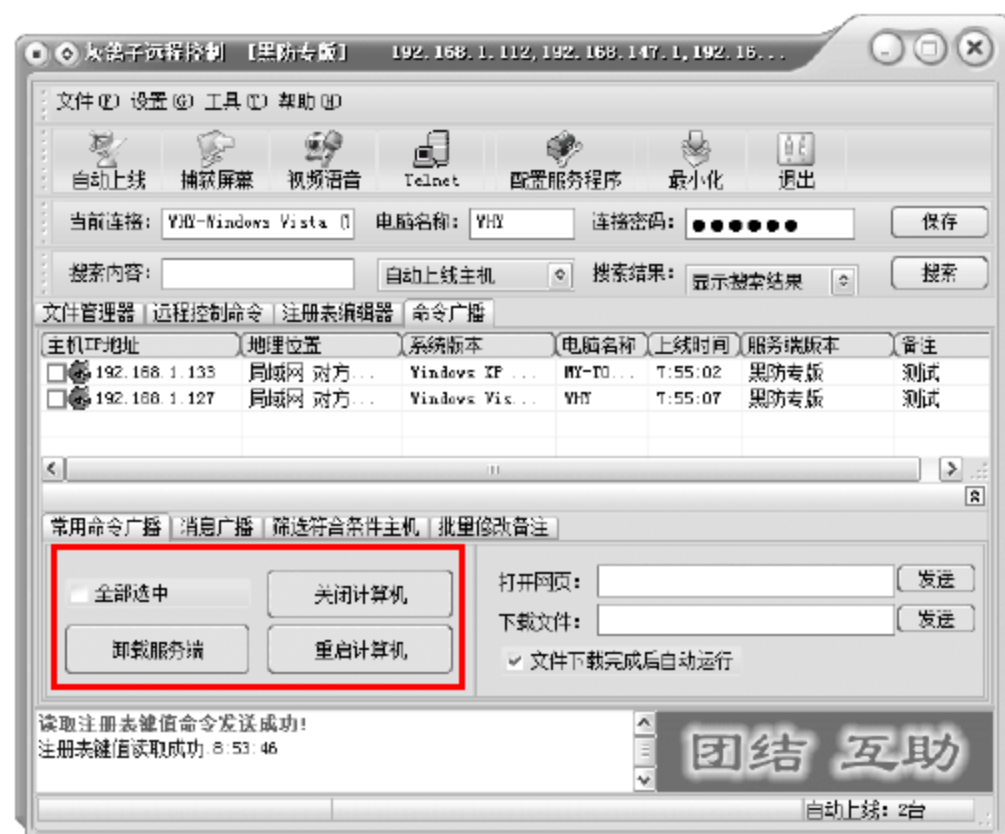 灰鸽子远程控制 [黑防专版] 192.168.1.112,192.168.147.1,192.16...
文件(F) 设置(G) 工具(T) 帮助(H)
自动上线 捕获屏幕 视频语音 Telnet 配置服务程序 最小化 退出
当前连接: YHY-Windows Vista 电脑名称: YHY 连接密码: ●●●●●● 保存
搜索内容: 自动上线主机 搜索结果: 显示搜索结果 搜索
文件管理器 远程控制命令 注册表编辑器 命令广播
主机IP地址 地理位置 系统版本 电脑名称 上线时间 服务端版本 备注
192.168.1.133 局域网 对方... Windows XP ... MY-TO... 7:55:02 黑防专版 测试
192.168.1.127 局域网 对方... Windows Vis... YHY 7:55:07 黑防专版 测试
常用命令广播 消息广播 筛选符合条件主机 批量修改备注
全部选中 关闭计算机 打开网页: 发送
下载文件: 发送
卸载服务端 重启计算机 文件下载完成后自动运行
读取注册表键值命令发送成功!
注册表键值读取成功.8:53:46
团结 互助
自动上线: 2台